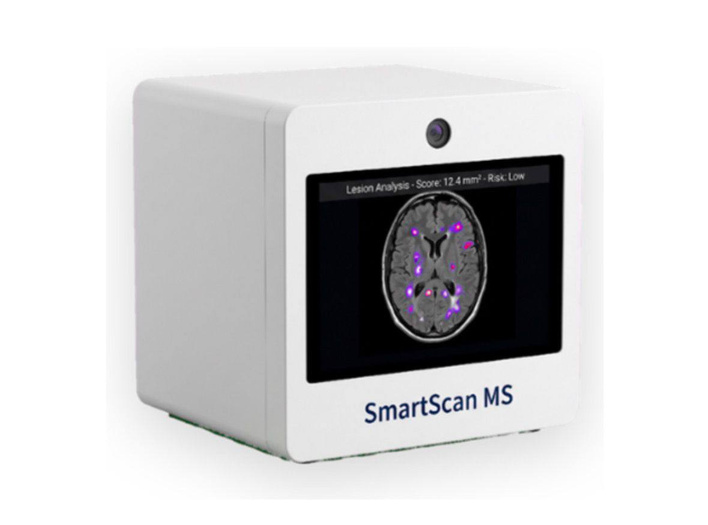 Lesion Analysis - Score: 12.4 mm² - Risk: Low
SmartScan MS